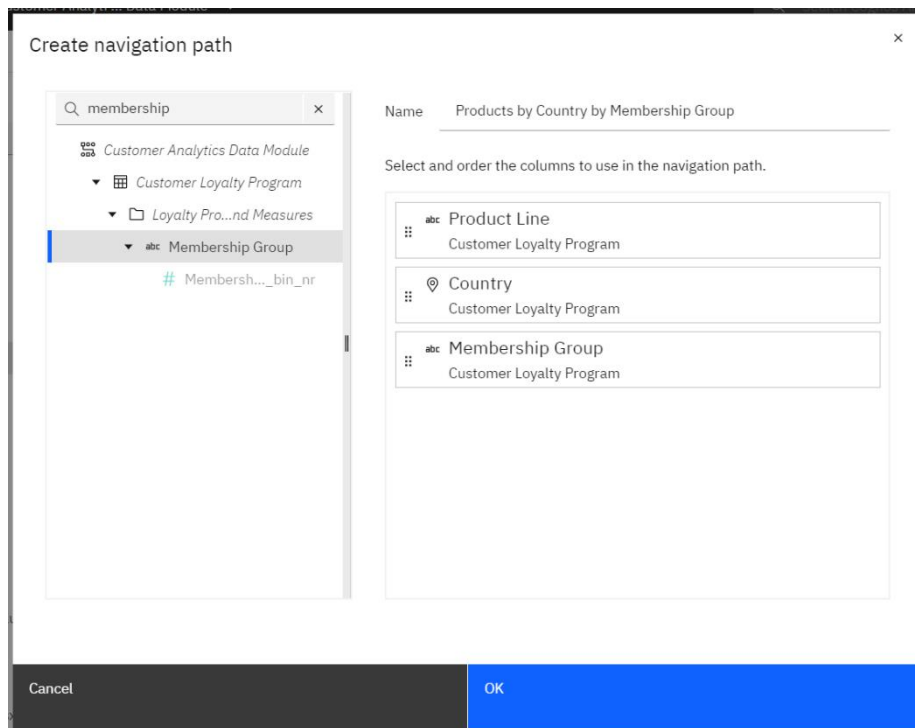 Create navigation path
membership
Name
Products by Country by Membership Group
Customer Analytics Data Module
Select and order the columns to use in the navigation path.
Customer Loyalty Program
Loyalty Pro...nd Measures
Membership Group
Membersh..._bin_nr
abc Product Line
Customer Loyalty Program
Country
Customer Loyalty Program
abc Membership Group
Customer Loyalty Program
Cancel
OK